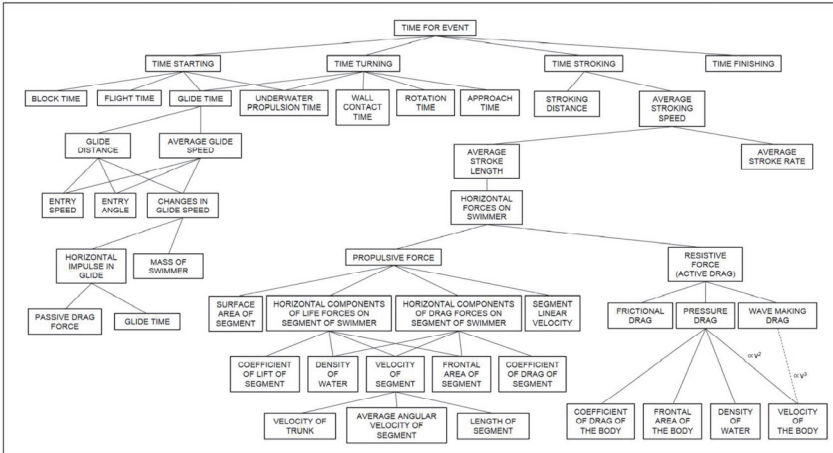 TIME FOR EVENT
TIME STARTING
TIME TURNING
TIME STROKING
TIME FINISHING
BLOCK TIME
FLIGHT TIME
GLIDE TIME
UNDERWATER
PROPULSION TIME
WALL
CONTACT
TIME
ROTATION
TIME
APPROACH
TIME
STROKING
DISTANCE
AVERAGE
STROKING
SPEED
GLIDE
DISTANCE
AVERAGE GLIDE
SPEED
AVERAGE
STROKE
LENGTH
AVERAGE
STROKE RATE
ENTRY
SPEED
ENTRY
ANGLE
CHANGES IN
GLIDE SPEED
HORIZONTAL
FORCES ON
SWIMMER
HORIZONTAL
IMPULSE IN
GLIDE
MASS OF
SWIMMER
PROPULSIVE FORCE
RESISTIVE
FORCE
(ACTIVE DRAG)
PASSIVE DRAG
FORCE
GLIDE TIME
SURFACE
AREA OF
SEGMENT
HORIZONTAL COMPONENTS
OF LIFE FORCES ON
SEGMENT OF SWIMMER
HORIZONTAL COMPONENTS
OF DRAG FORCES ON
SEGMENT OF SWIMMER
SEGMENT
LINEAR
VELOCITY
FRICTIONAL
DRAG
PRESSURE
DRAG
WAVE MAKING
DRAG
COEFFICIENT
OF LIFT OF
SEGMENT
DENSITY
OF
WATER
VELOCITY
OF
SEGMENT
FRONTAL
AREA OF
SEGMENT
COEFFICIENT
OF DRAG OF
SEGMENT
∝V²
∝V³
VELOCITY OF
TRUNK
AVERAGE ANGULAR
VELOCITY OF
SEGMENT
LENGTH OF
SEGMENT
COEFFICIENT
OF DRAG OF
THE BODY
FRONTAL
AREA OF
THE BODY
DENSITY
OF
WATER
VELOCITY
OF
THE BODY